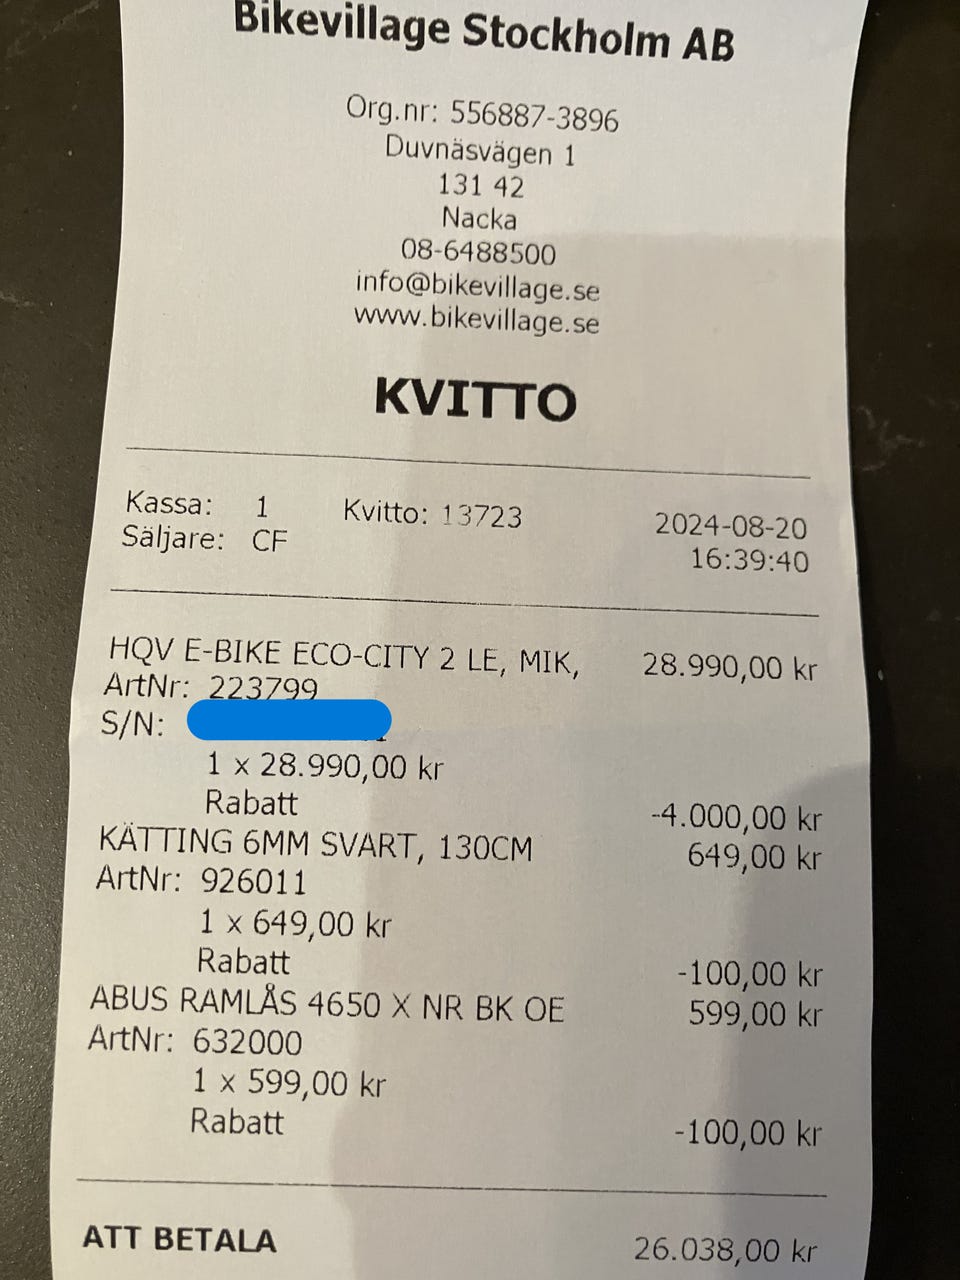 Bikevillage Stockholm AB
Org.nr: 556887-3896
Duvnäsvägen 1
131 42
Nacka
08-6488500
info@bikevillage.se
www.bikevillage.se
KVITTO
Kassa: 1 Kvitto: 13723 2024-08-20
Säljare: CF 16:39:40
HQV E-BIKE ECO-CITY 2 LE, MIK, 28.990,00 kr
ArtNr: 223799
S/N:
1 x 28.990,00 kr
Rabatt -4.000,00 kr
KÄTTING 6MM SVART, 130CM 649,00 kr
ArtNr: 926011
1 x 649,00 kr
Rabatt -100,00 kr
ABUS RAMLÅS 4650 X NR BK OE 599,00 kr
ArtNr: 632000
1 x 599,00 kr
Rabatt -100,00 kr
ATT BETALA 26.038,00 kr